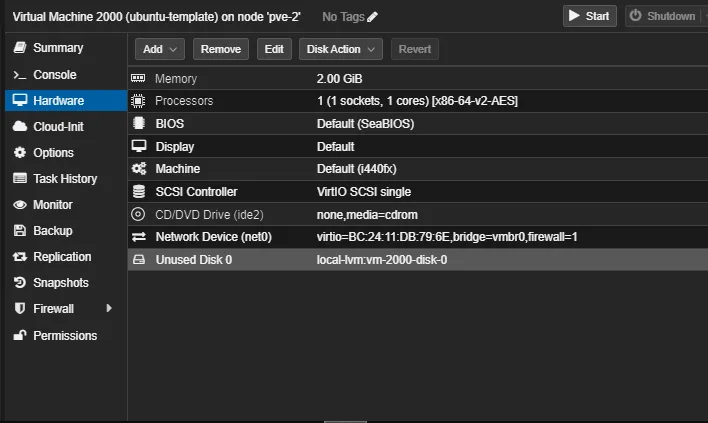 Virtual Machine 2000 (ubuntu-template) on node 'pve-2' No Tags Start Shutdown
Summary
Console
Hardware
Cloud-Init
Options
Task History
Monitor
Backup
Replication
Snapshots
Firewall
Permissions
Add Remove Edit Disk Action Revert
Memory 2.00 GiB
Processors 1 (1 sockets, 1 cores) [x86-64-v2-AES]
BIOS Default (SeaBIOS)
Display Default
Machine Default (i440fx)
SCSI Controller VirtIO SCSI single
CD/DVD Drive (ide2) none,media=cdrom
Network Device (net0) virtio=BC:24:11:DB:79:6E,bridge=vmbr0,firewall=1
Unused Disk 0 local-lvm:vm-2000-disk-0